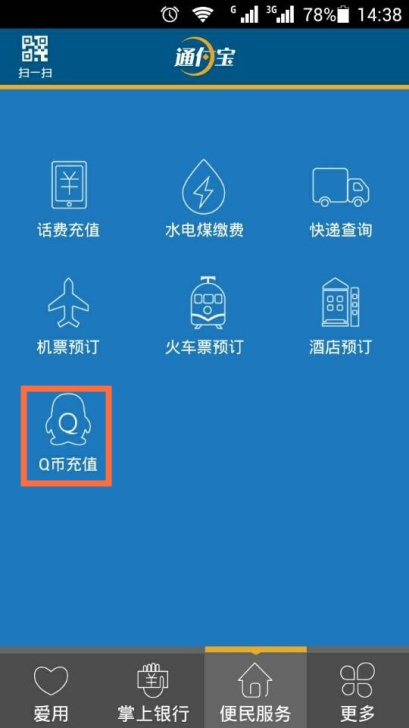 G 3G 78% 14:38
扫一扫
通付宝
¥
话费充值 水电煤缴费 快递查询
机票预订 火车票预订 酒店预订
Q
Q币充值
¥
爱用 掌上银行 便民服务 更多